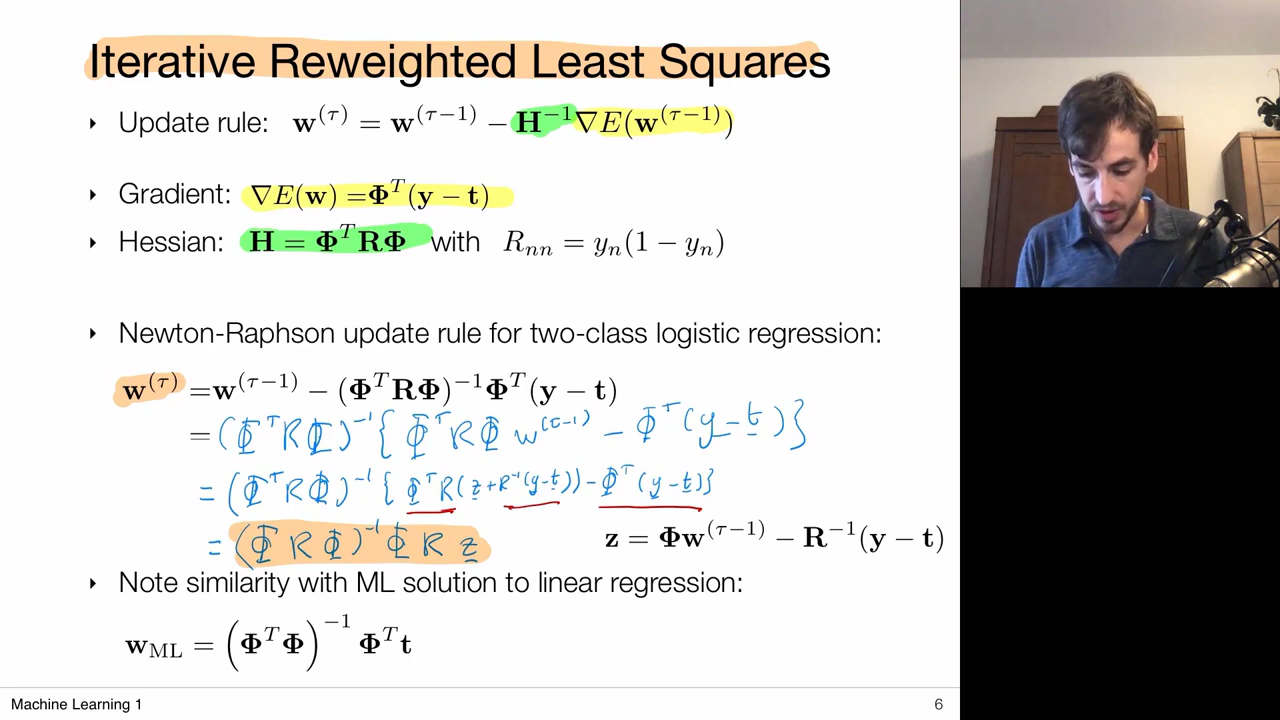 Iterative Reweighted Least Squares
‣ Update rule: w^(τ) = w^(τ−1) − H^−1 ∇E(w^(τ−1))
‣ Gradient: ∇E(w) = Φ^T(y − t)
‣ Hessian: H = Φ^T RΦ with R_nn = y_n(1 − y_n)
‣ Newton-Raphson update rule for two-class logistic regression:
w^(τ) = w^(τ−1) − (Φ^T RΦ)^−1 Φ^T(y − t)
= (Φ^T R Φ)^−1 { Φ^T R Φ w^(τ−1) − Φ^T (y − t) }
= (Φ^T R Φ)^−1 { Φ^T R (z + R^−1 (y − t)) − Φ^T (y − t) }
= (Φ^T R Φ)^−1 Φ R z
z = Φw^(τ−1) − R^−1(y − t)
‣ Note similarity with ML solution to linear regression:
w_ML = (Φ^T Φ)^−1 Φ^T t
Machine Learning 1
6